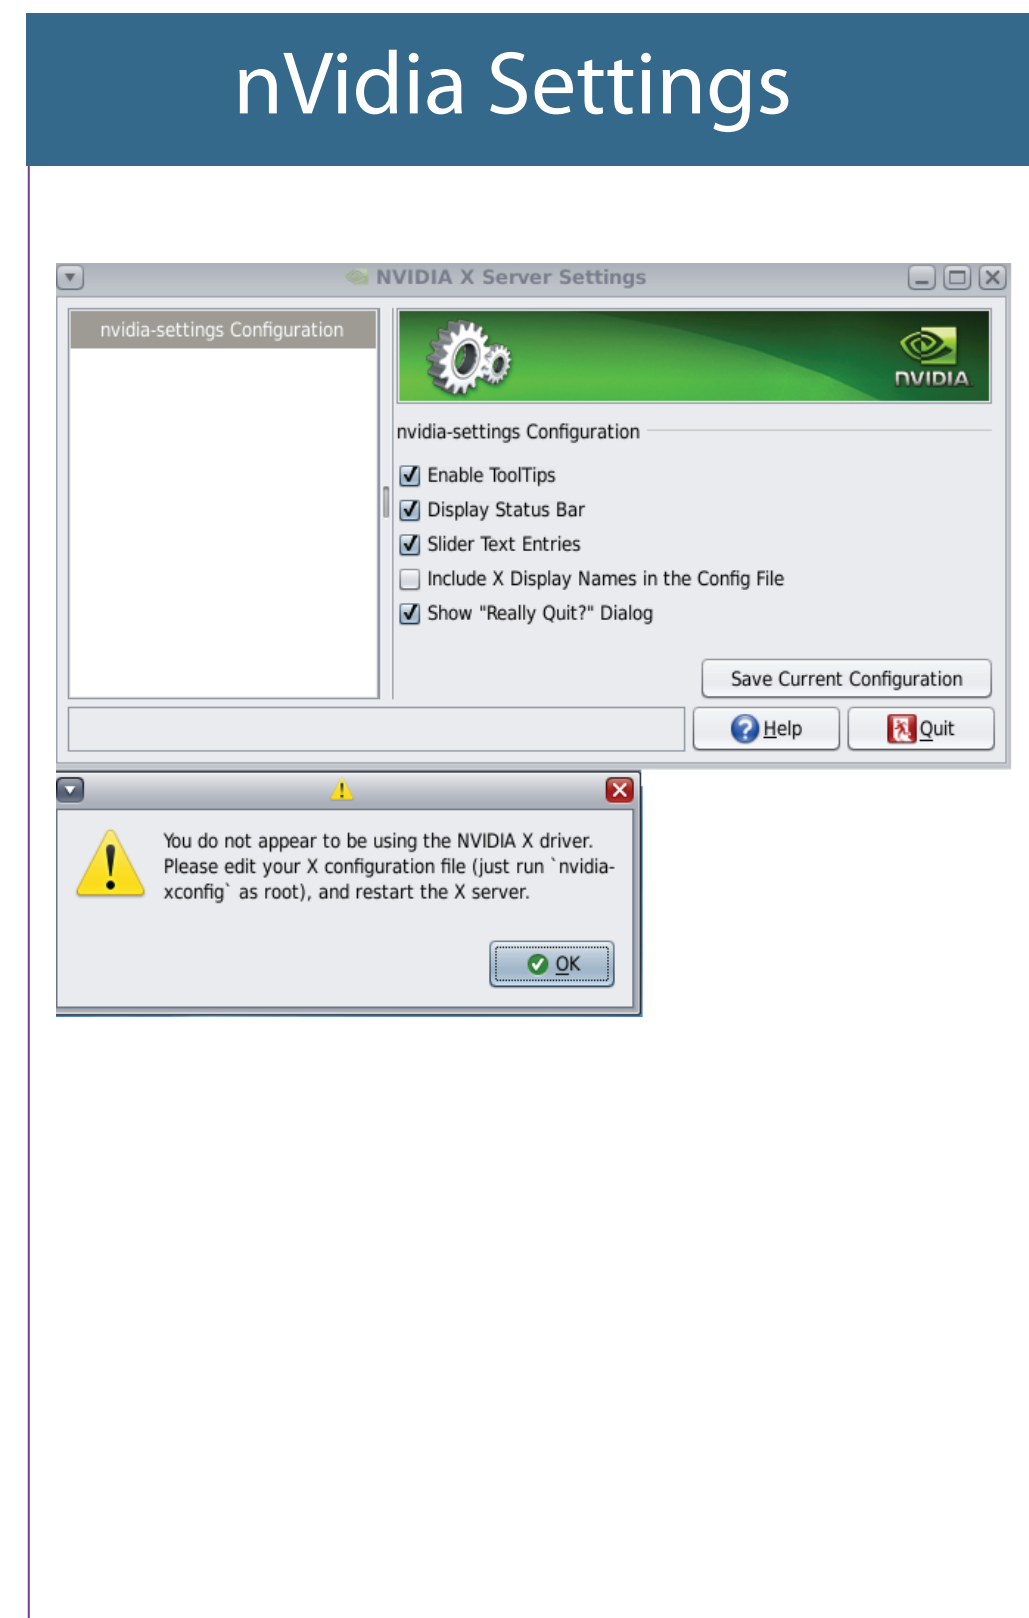 nVidia Settings
NVIDIA X Server Settings
nvidia-settings Configuration
NVIDIA
nvidia-settings Configuration
Enable ToolTips
Display Status Bar
Slider Text Entries
Include X Display Names in the Config File
Show "Really Quit?" Dialog
Save Current Configuration
Help
Quit
You do not appear to be using the NVIDIA X driver.
Please edit your X configuration file (just run `nvidia-
xconfig` as root), and restart the X server.
OK